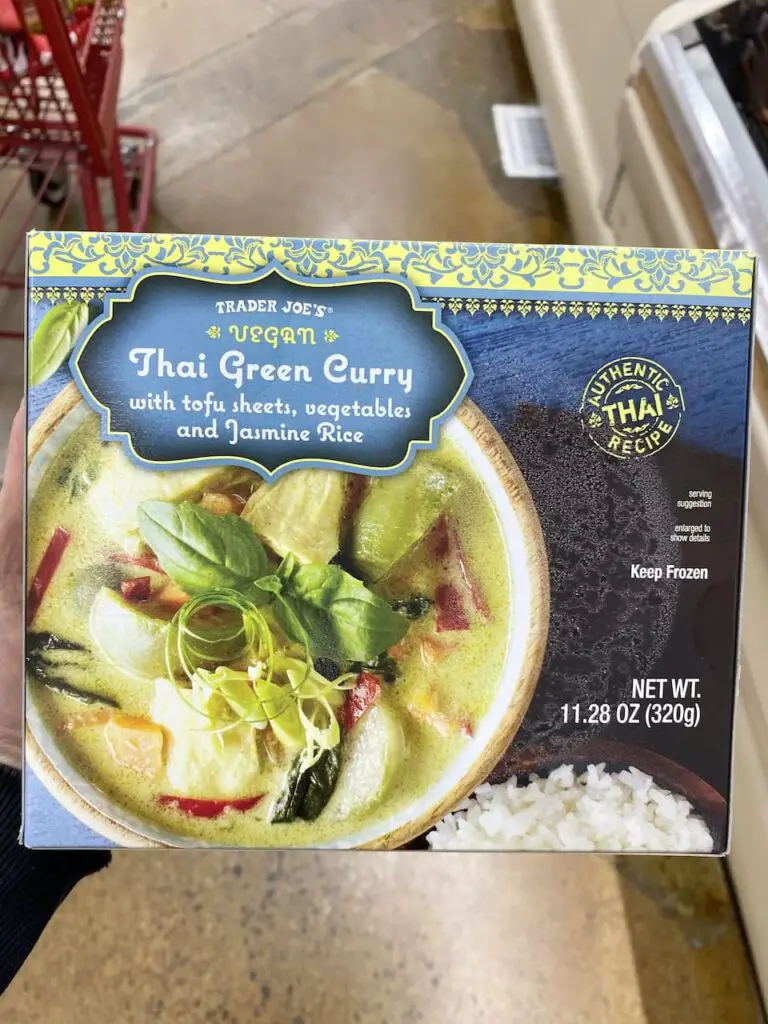 TRADER JOE'S®
VEGAN
Thai Green Curry
with tofu sheets, vegetables
and Jasmine Rice
AUTHENTIC
THAI
RECIPE
serving
suggestion
enlarged to
show details
Keep Frozen
NET WT.
11.28 OZ (320g)